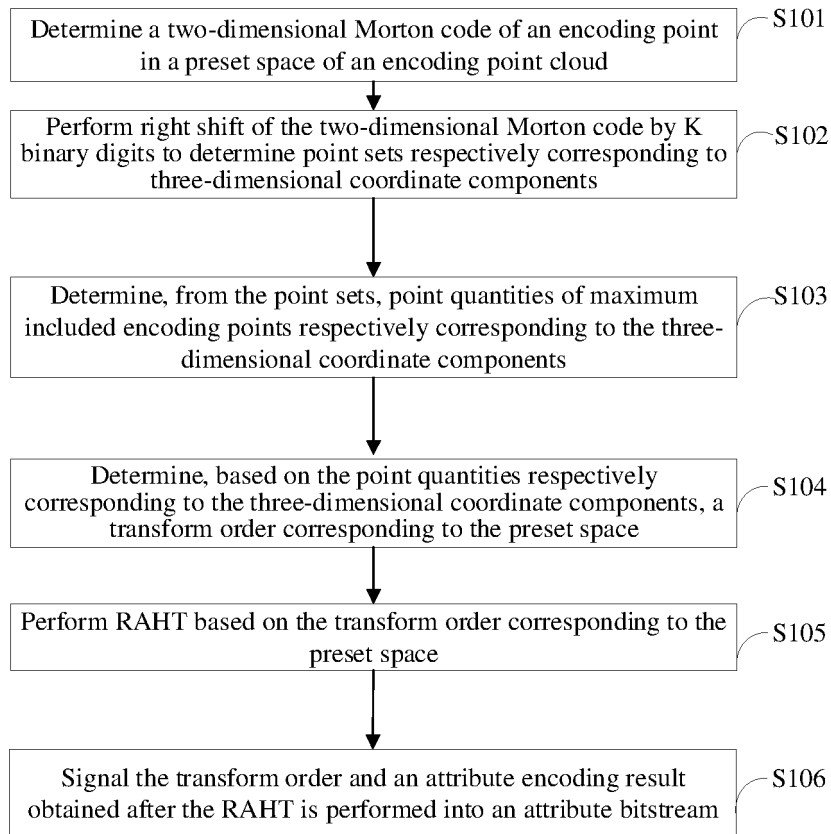 Determine a two-dimensional Morton code of an encoding point
in a preset space of an encoding point cloud
S101
Perform right shift of the two-dimensional Morton code by K
binary digits to determine point sets respectively corresponding to
three-dimensional coordinate components
S102
Determine, from the point sets, point quantities of maximum
included encoding points respectively corresponding to the three-
dimensional coordinate components
S103
Determine, based on the point quantities respectively
corresponding to the three-dimensional coordinate components, a
transform order corresponding to the preset space
S104
Perform RAHT based on the transform order corresponding to the
preset space
S105
Signal the transform order and an attribute encoding result
obtained after the RAHT is performed into an attribute bitstream
S106